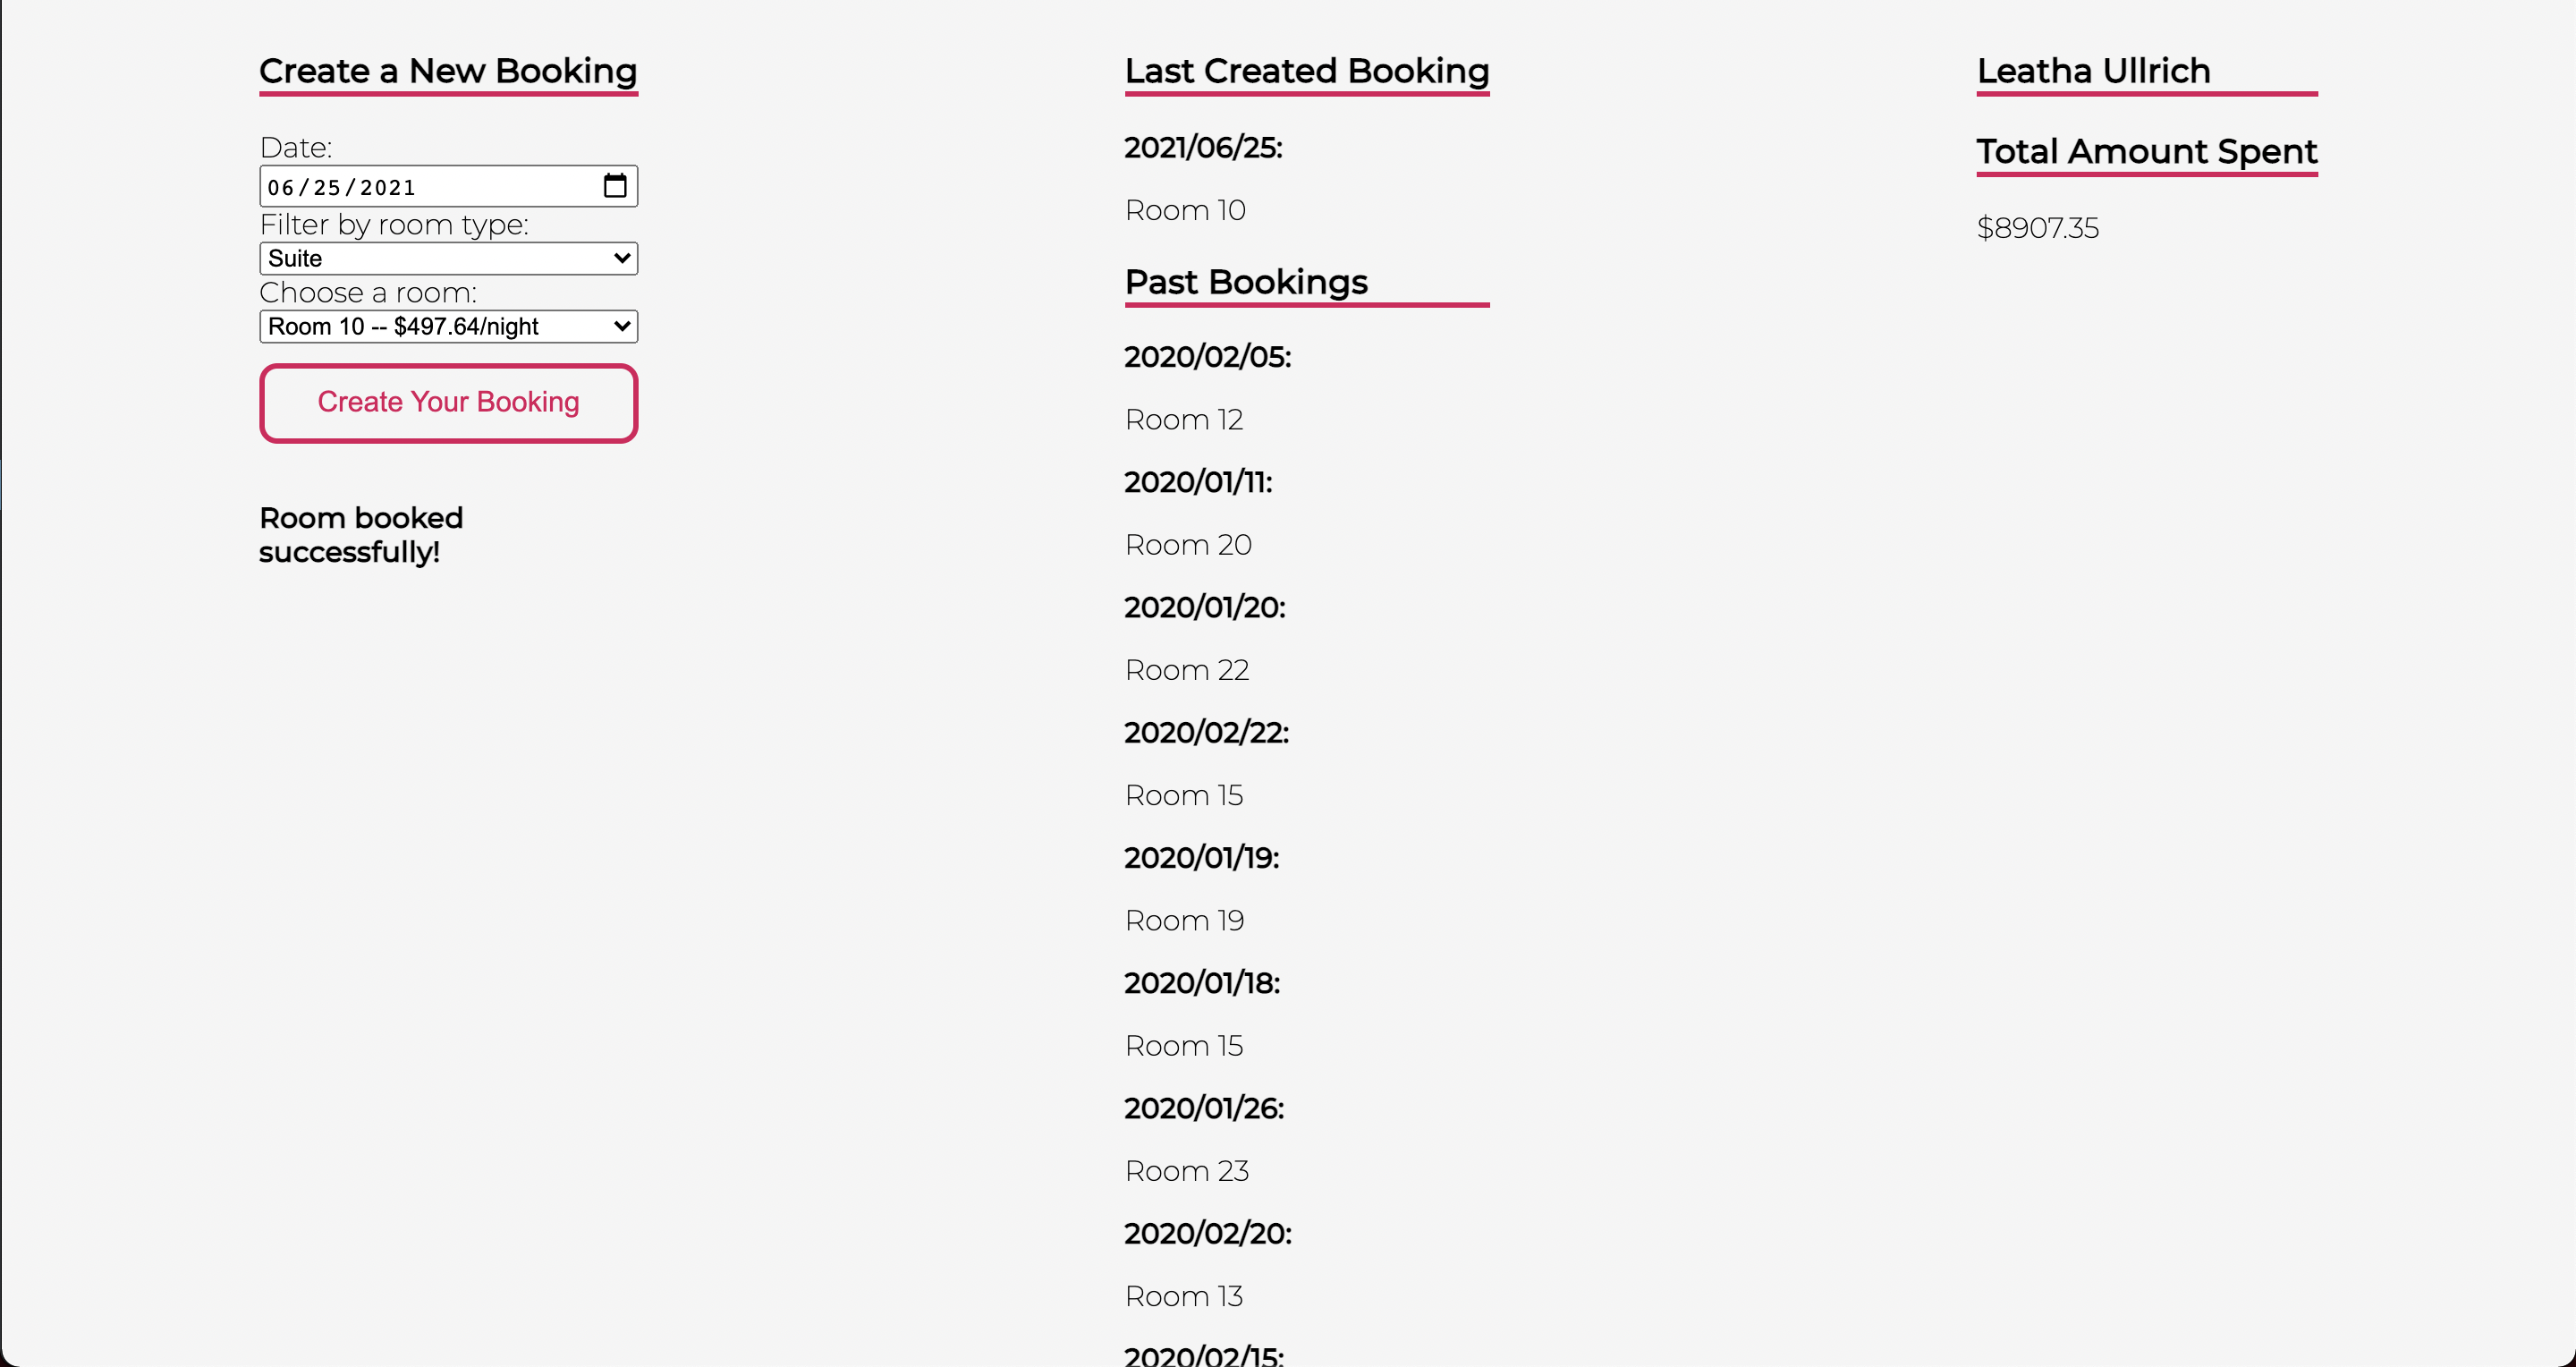 Create a New Booking
Date:
06/25/2021
Filter by room type:
Suite
Choose a room:
Room 10 -- $497.64/night
Create Your Booking
Room booked
successfully!
Last Created Booking
2021/06/25:
Room 10
Past Bookings
2020/02/05:
Room 12
2020/01/11:
Room 20
2020/01/20:
Room 22
2020/02/22:
Room 15
2020/01/19:
Room 19
2020/01/18:
Room 15
2020/01/26:
Room 23
2020/02/20:
Room 13
2020/02/15:
Leatha Ullrich
Total Amount Spent
$8907.35